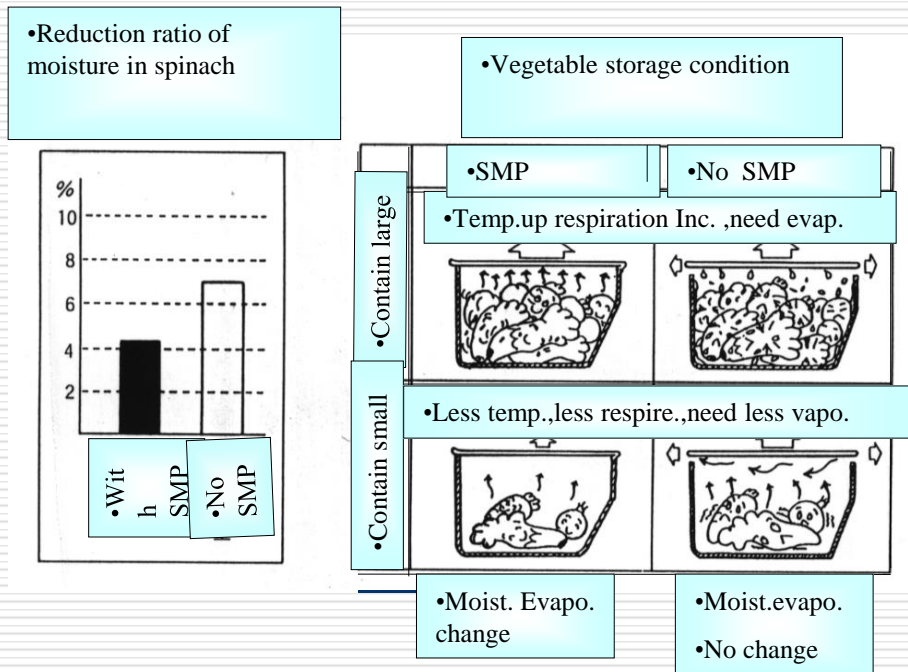 •Reduction ratio of
moisture in spinach
•Vegetable storage condition
%
10
8
6
4
2
•Wit
h SMP
•No
SMP
•SMP
•No SMP
•Contain large
•Temp.up respiration Inc. ,need evap.
•Contain small
•Less temp.,less respire.,need less vapo.
•Moist. Evapo.
change
•Moist.evapo.
•No change